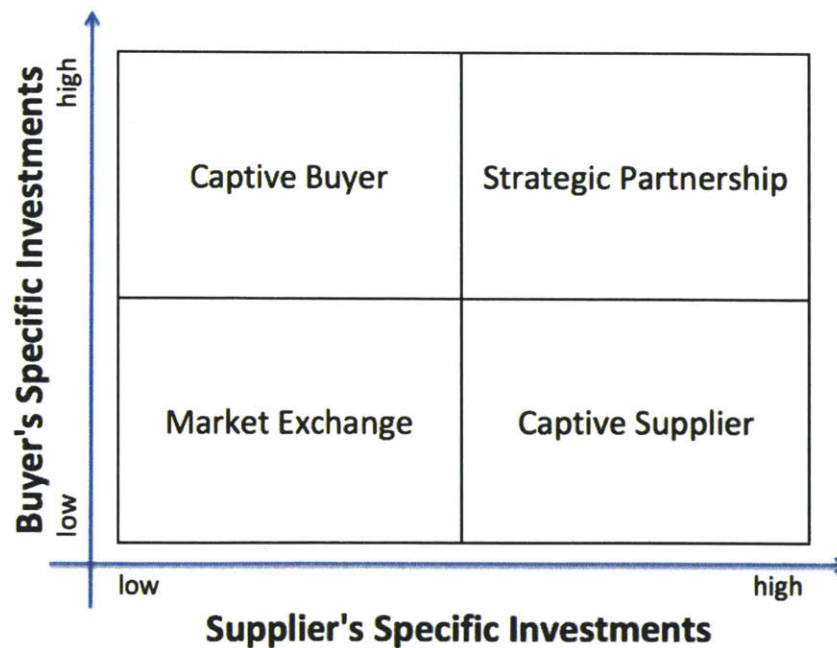 Buyer's Specific Investments
high
low
Captive Buyer
Strategic Partnership
Market Exchange
Captive Supplier
low
high
Supplier's Specific Investments